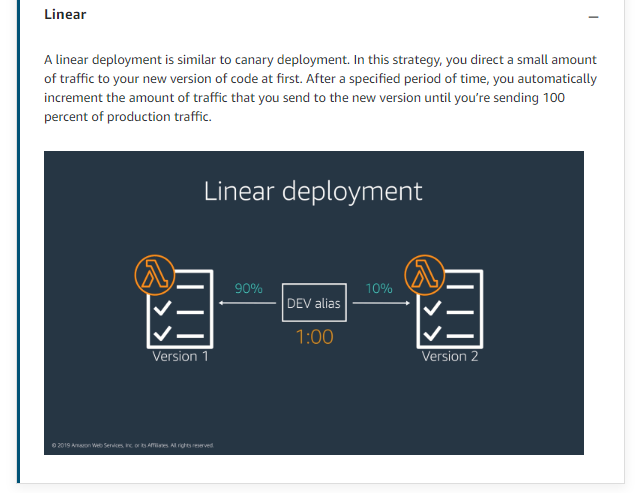 Linear
A linear deployment is similar to canary deployment. In this strategy, you direct a small amount
of traffic to your new version of code at first. After a specified period of time, you automatically
increment the amount of traffic that you send to the new version until you're sending 100
percent of production traffic.
Linear deployment
90%
DEV alias
10%
1:00
Version 1
Version 2
© 2019 Amazon Web Services, Inc. or its Affiliates. All rights reserved.